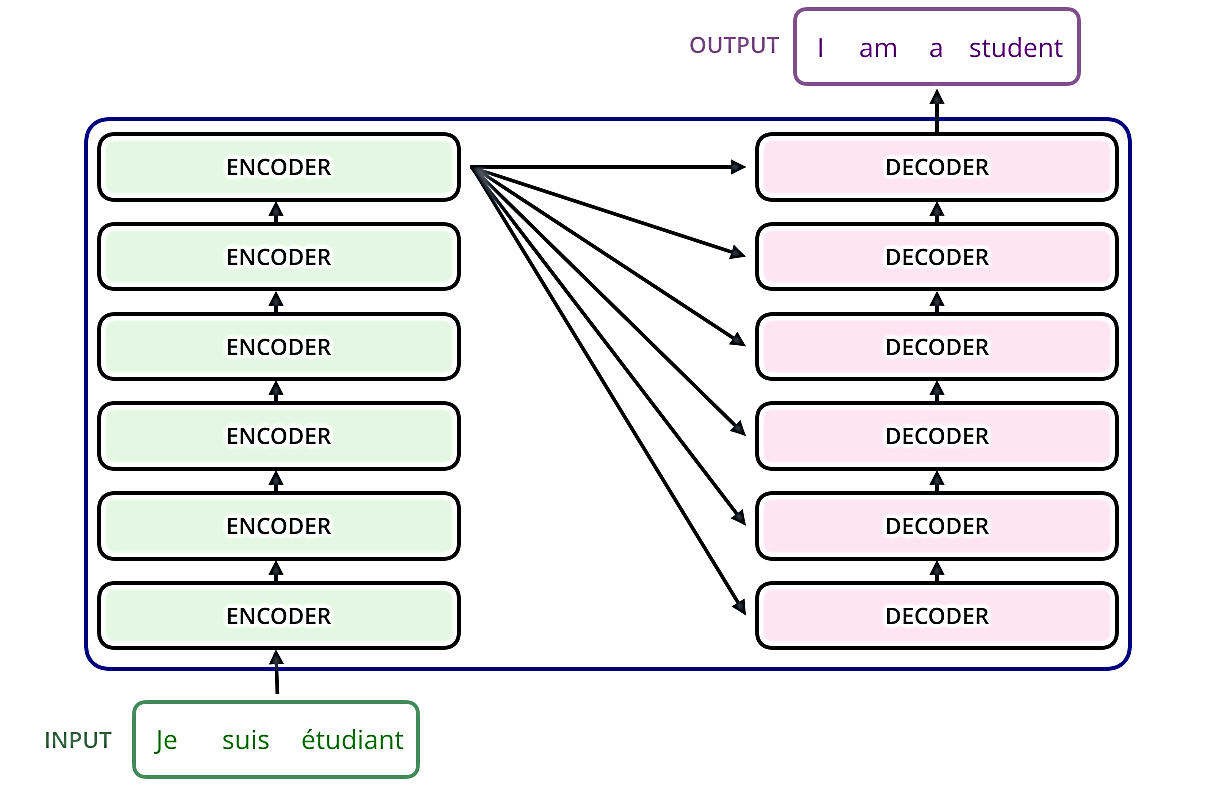 OUTPUT
I am a student
ENCODER
DECODER
ENCODER
DECODER
ENCODER
DECODER
ENCODER
DECODER
ENCODER
DECODER
ENCODER
DECODER
INPUT
Je suis étudiant